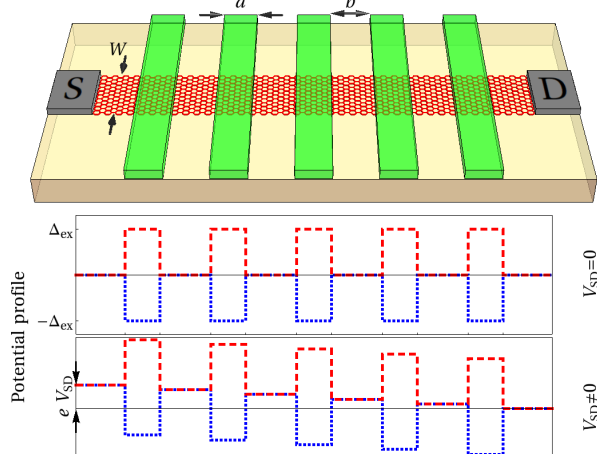 a
b
W
S
D
Δex
−Δex
Potential profile
VSD=0
e VSD
VSD≠0